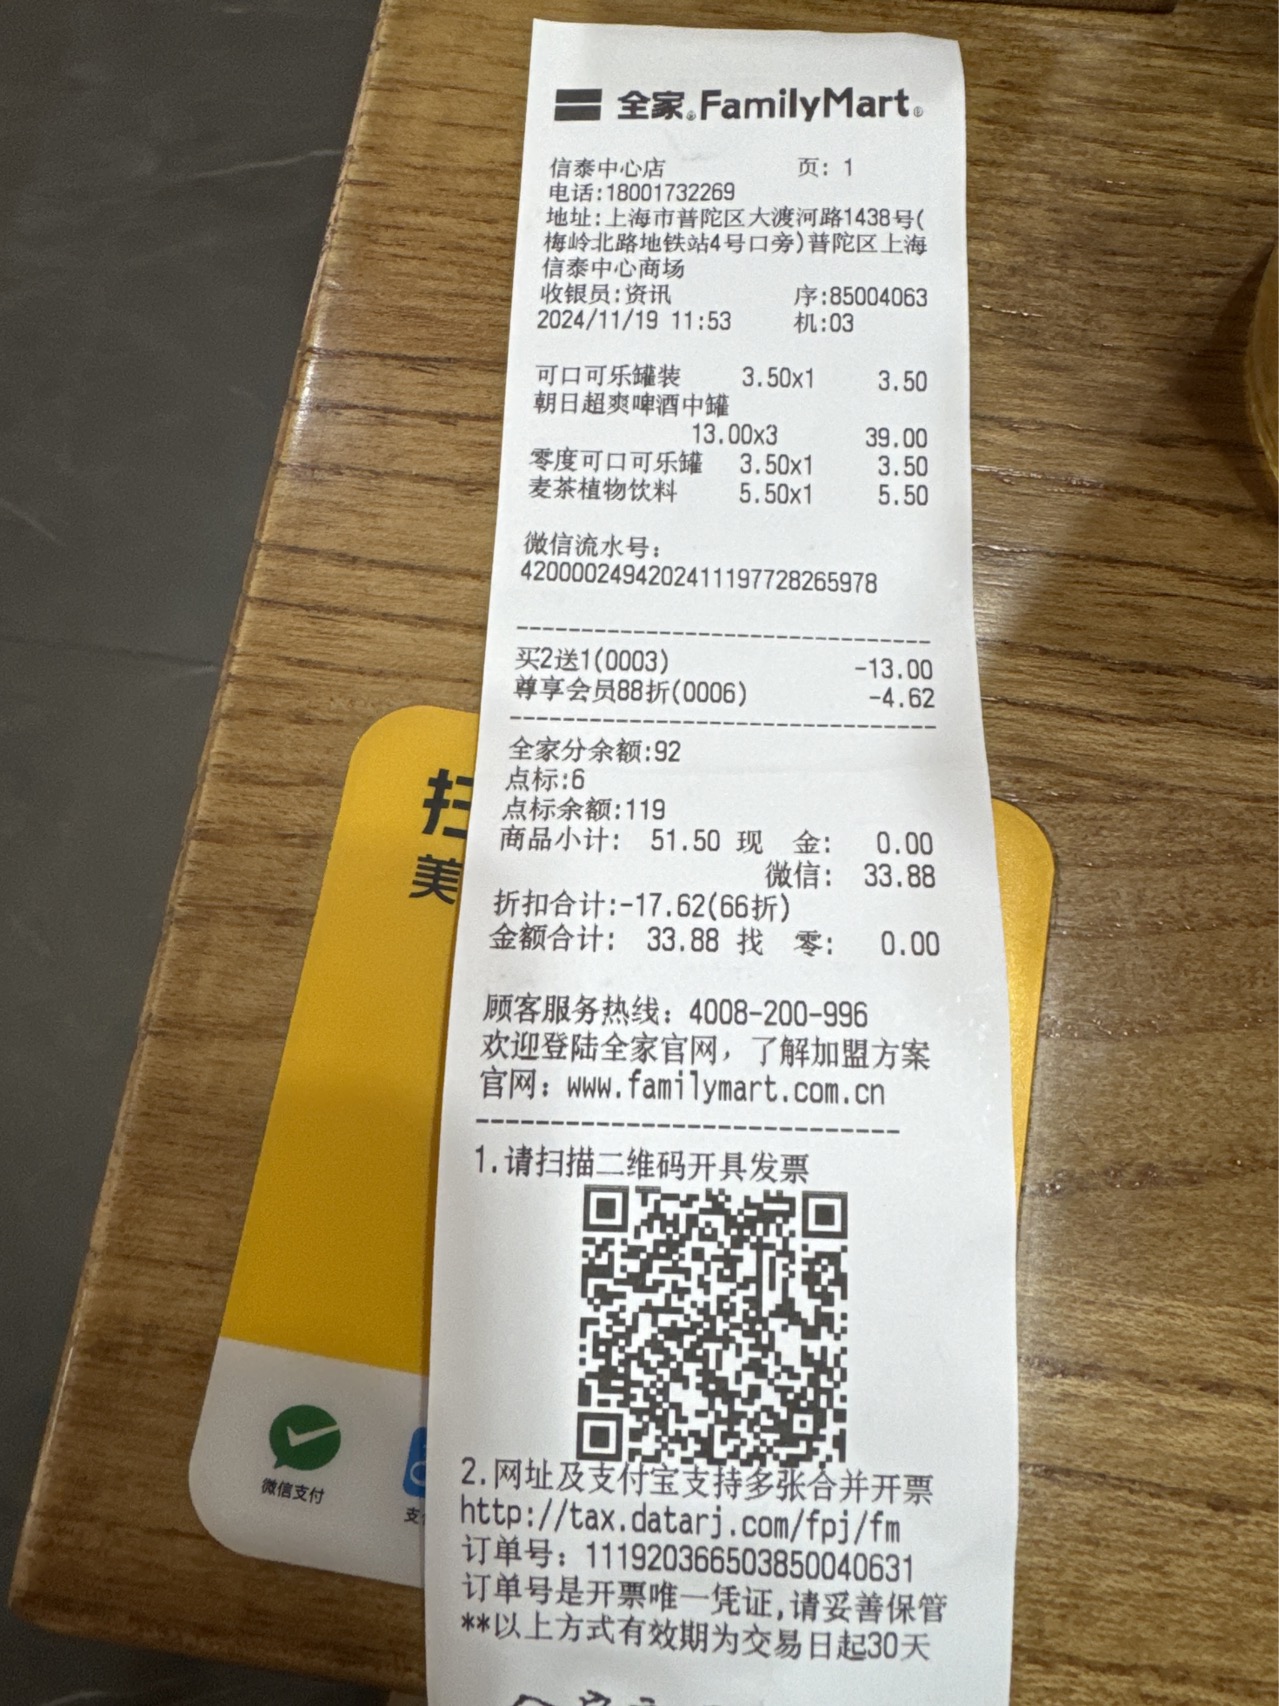 全家®FamilyMart®
信泰中心店 页: 1
电话:18001732269
地址:上海市普陀区大渡河路1438号(
梅岭北路地铁站4号口旁)普陀区上海
信泰中心商场
收银员:资讯 序:85004063
2024/11/19 11:53 机:03
可口可乐罐装 3.50x1 3.50
朝日超爽啤酒中罐
13.00x3 39.00
零度可口可乐罐 3.50x1 3.50
麦茶植物饮料 5.50x1 5.50
微信流水号:
4200002494202411197728265978
买2送1(0003) -13.00
尊享会员88折(0006) -4.62
全家分余额:92
点标:6
点标余额:119
商品小计: 51.50 现 金: 0.00
微信: 33.88
折扣合计:-17.62(66折)
金额合计: 33.88 找 零: 0.00
顾客服务热线: 4008-200-996
欢迎登陆全家官网, 了解加盟方案
官网: www.familymart.com.cn
1.请扫描二维码开具发票
2.网址及支付宝支持多张合并开票
http://tax.datarj.com/fpj/fm
订单号: 111920366503850040631
订单号是开票唯一凭证,请妥善保管
**以上方式有效期为交易日起30天
扫
美
微信支付
支